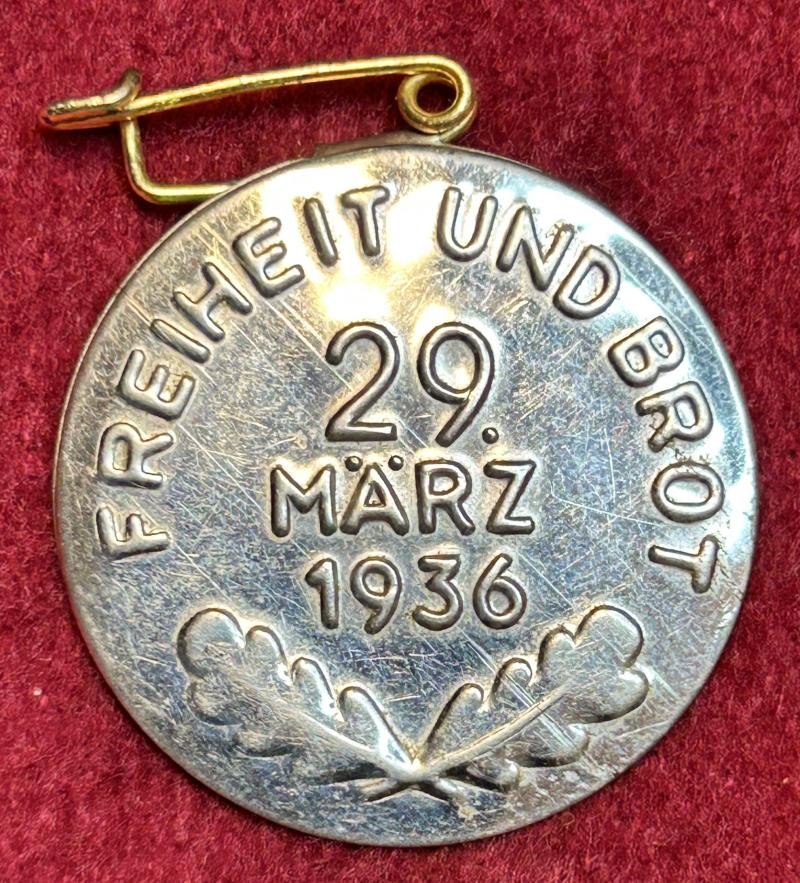 FREIHEIT UND BROT
29.
MÄRZ
1936